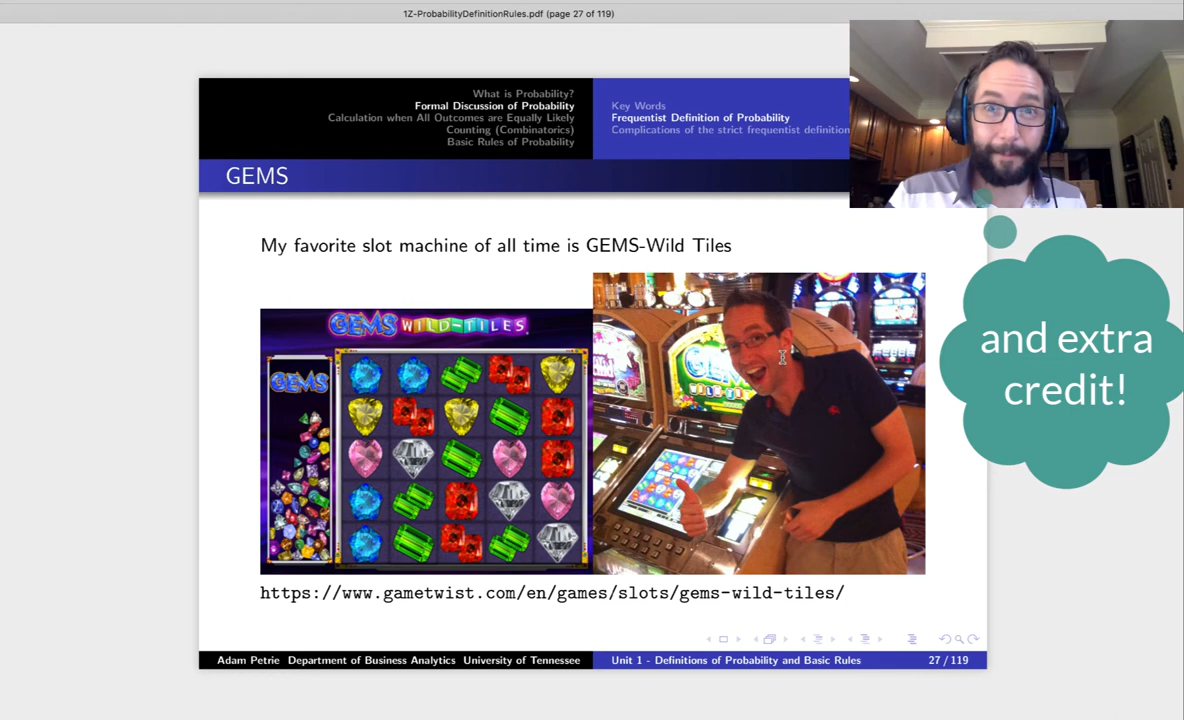 1Z-ProbabilityDefinitionRules.pdf (page 27 of 119)
What is Probability?
Formal Discussion of Probability
Calculation when All Outcomes are Equally Likely
Counting (Combinatorics)
Basic Rules of Probability
Key Words
Frequentist Definition of Probability
Complications of the strict frequentist definition
GEMS
My favorite slot machine of all time is GEMS-Wild Tiles
GEMS WILD-TILES
GEMS
GEMS
WILD TILES
https://www.gametwist.com/en/games/slots/gems-wild-tiles/
and extra
credit!
Adam Petrie Department of Business Analytics University of Tennessee
Unit 1 - Definitions of Probability and Basic Rules
27 / 119